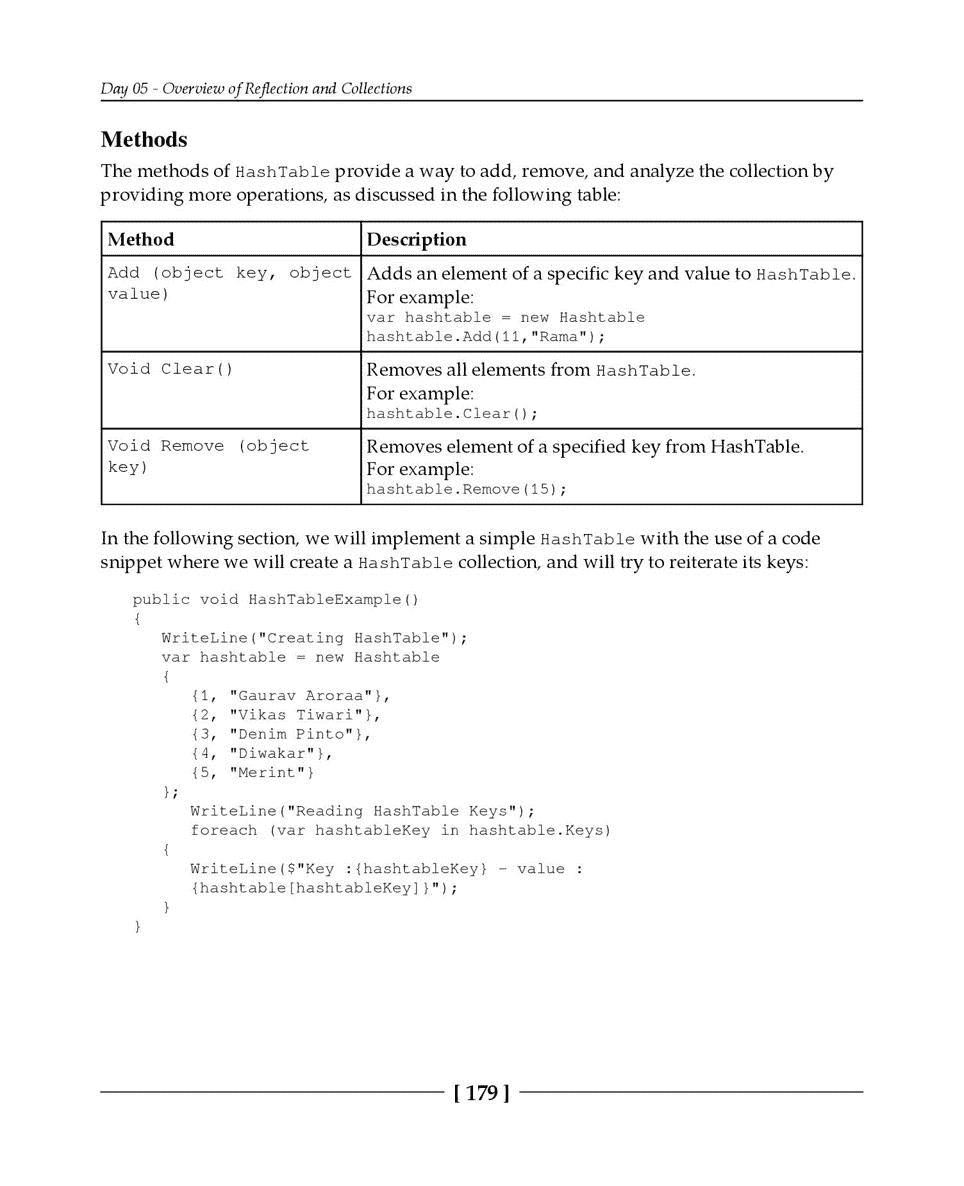 Day 05 - Overview of Reflection and Collections
Methods
The methods of HashTable provide a way to add, remove, and analyze the collection by
providing more operations, as discussed in the following table:
Method
Description
Add (object key, object
value)
Adds an element of a specific key and value to HashTable.
For example:
var hashtable = new Hashtable
hashtable.Add(11,"Rama");
Void Clear()
Removes all elements from HashTable.
For example:
hashtable.Clear();
Void Remove (object
key)
Removes element of a specified key from HashTable.
For example:
hashtable.Remove(15);
In the following section, we will implement a simple HashTable with the use of a code
snippet where we will create a HashTable collection, and will try to reiterate its keys:
public void HashTableExample()
{
WriteLine("Creating HashTable");
var hashtable = new Hashtable
{
{1, "Gaurav Aroraa"},
{2, "Vikas Tiwari"},
{3, "Denim Pinto"},
{4, "Diwakar"},
{5, "Merint"}
};
WriteLine("Reading HashTable Keys");
foreach (var hashtableKey in hashtable.Keys)
{
WriteLine($"Key :{hashtableKey} - value :
{hashtable[hashtableKey]}");
}
}
[ 179 ]